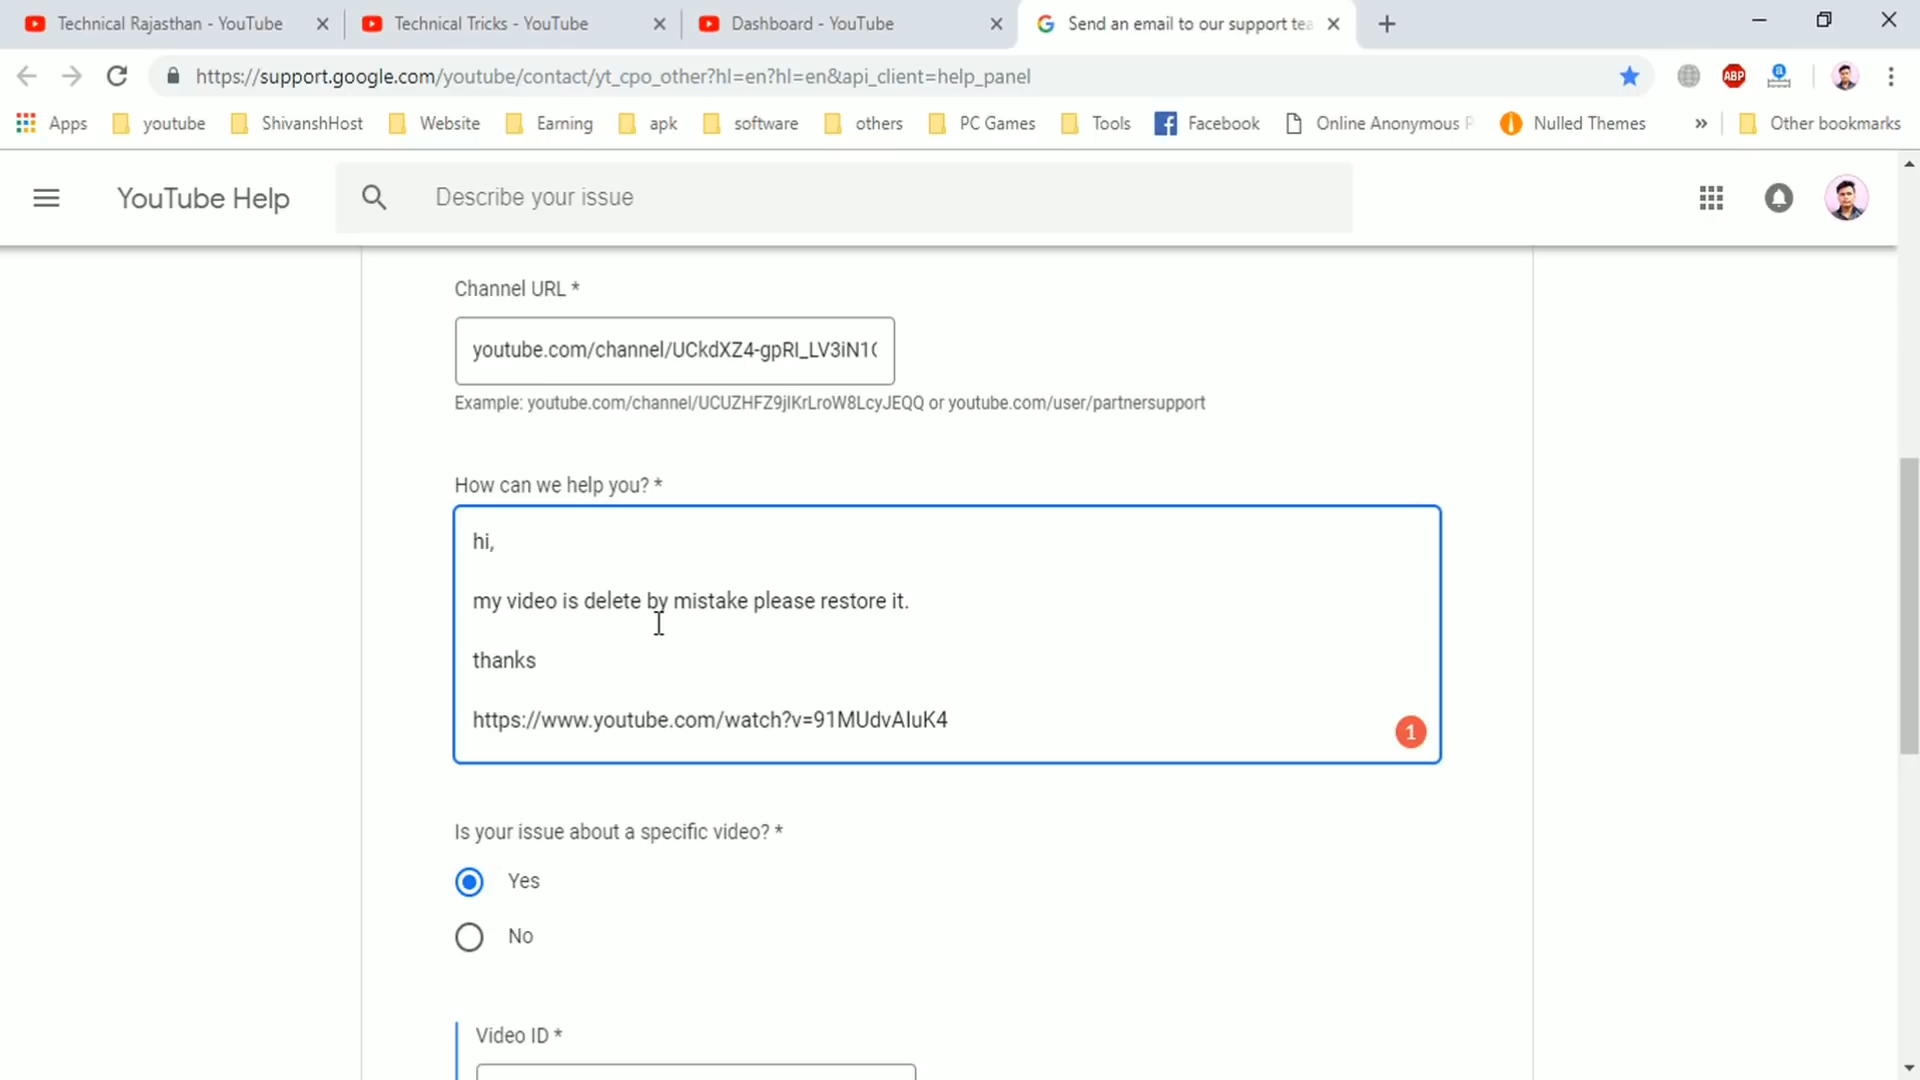 Technical Rajasthan - YouTube
Technical Tricks - YouTube
Dashboard - YouTube
Send an email to our support tea
https://support.google.com/youtube/contact/yt_cpo_other?hl=en?hl=en&api_client=help_panel
ABP
Apps
youtube
ShivanshHost
Website
Earning
apk
software
others
PC Games
Tools
Facebook
Online Anonymous P
Nulled Themes
»
Other bookmarks
YouTube Help
Describe your issue
Channel URL *
youtube.com/channel/UCkdXZ4-gpRI_LV3iN1(
Example: youtube.com/channel/UCUZHFZ9jIKrLroW8LcyJEQQ or youtube.com/user/partnersupport
How can we help you? *
hi,
my video is delete by mistake please restore it.
thanks
https://www.youtube.com/watch?v=91MUdvAIuK4
1
Is your issue about a specific video? *
Yes
No
Video ID *